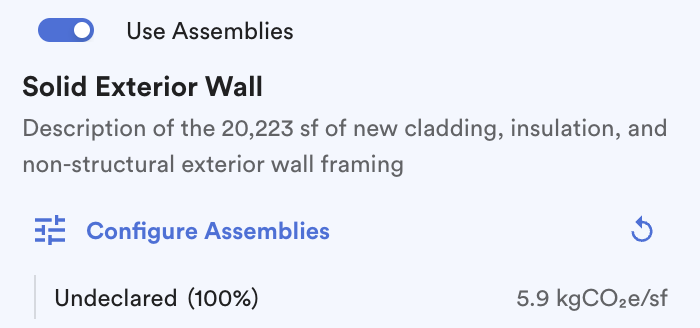 Use Assemblies
Solid Exterior Wall
Description of the 20,223 sf of new cladding, insulation, and
non-structural exterior wall framing
Configure Assemblies
Undeclared (100%) 5.9 kgCO₂e/sf